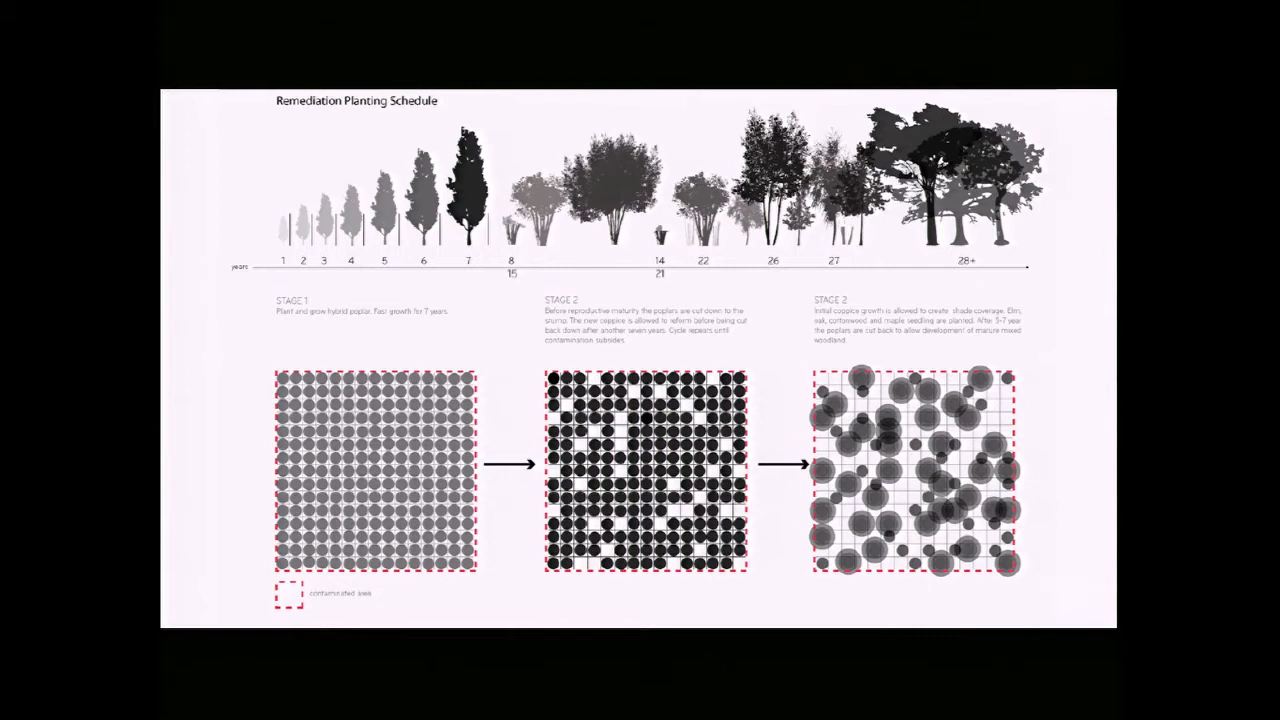 Remediation Planting Schedule
years 1 2 3 4 5 6 7 8 14 22 26 27 28+
15 21
STAGE 1
Plant and grow hybrid poplar. Fast growth for 7 years.
STAGE 2
Before reproductive maturity the poplars are cut down to the
stump. The new coppice is allowed to reform before being cut
back down after another seven years. Cycle repeats until
contamination subsides.
STAGE 2
Initial coppice growth is allowed to create shade coverage. Elm,
oak, cottonwood and maple seedling are planted. After 5-7 year
the poplars are cut back to allow development of mature mixed
woodland.
contaminated area